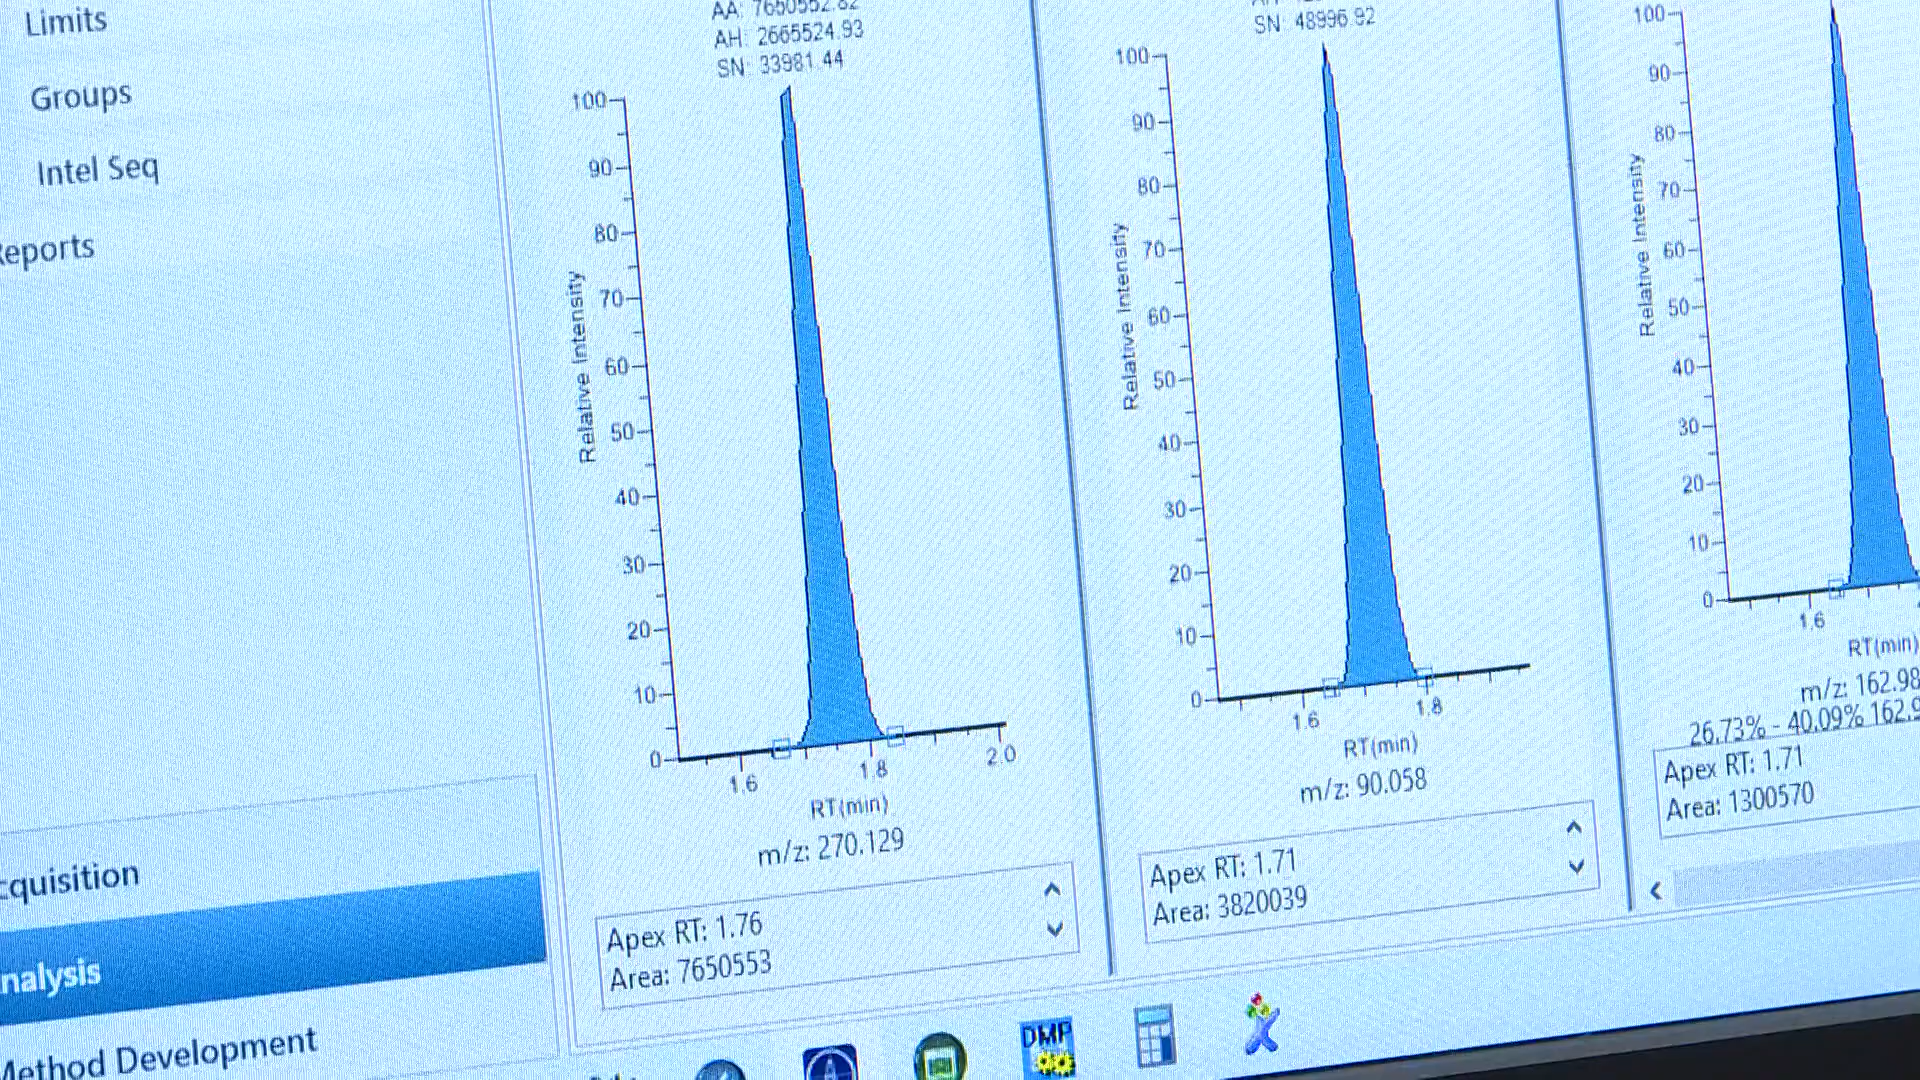 Limits
Groups
Intel Seq
Reports
Acquisition
Analysis
Method Development
AA: 7650552.82
AH: 2665524.93
SN: 33981.44
100
90
80
70
60
50
40
30
20
10
0
Relative Intensity
1.6
1.8
2.0
RT(min)
m/z: 270.129
Apex RT: 1.76
Area: 7650553
SN: 48996.92
100
90
80
70
60
50
40
30
20
10
0
Relative Intensity
1.6
1.8
RT(min)
m/z: 90.058
Apex RT: 1.71
Area: 3820039
100
90
80
70
60
50
40
30
20
10
0
Relative Intensity
1.6
RT(min)
m/z: 162.98
26.73% - 40.09% 162.9
Apex RT: 1.71
Area: 1300570
DMP